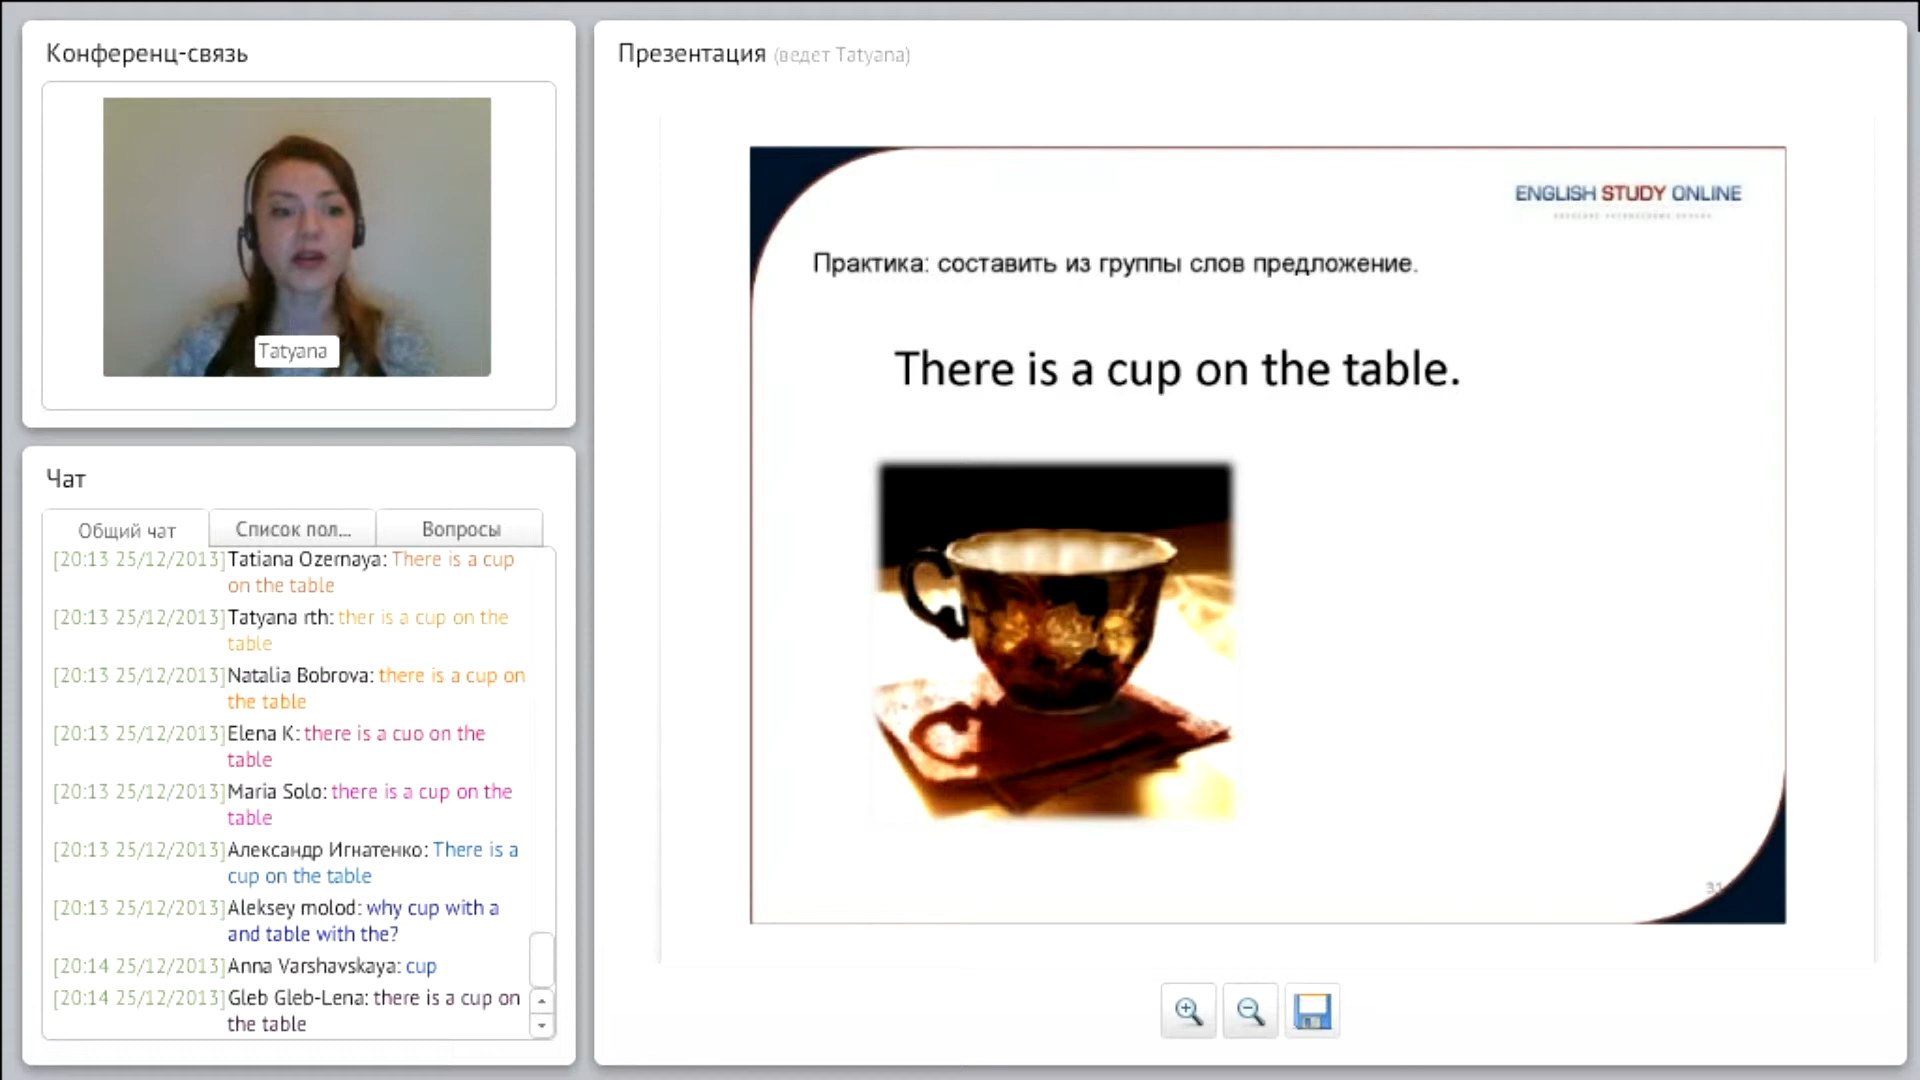 Конференц-связь
Tatyana
Чат
Общий чат
Список пол...
Вопросы
[20:13 25/12/2013] Tatiana Ozernaya: There is a cup
on the table
[20:13 25/12/2013] Tatyana rth: ther is a cup on the
table
[20:13 25/12/2013] Natalia Bobrova: there is a cup on
the table
[20:13 25/12/2013] Elena K: there is a cuo on the
table
[20:13 25/12/2013] Maria Solo: there is a cup on the
table
[20:13 25/12/2013] Александр Игнатенко: There is a
cup on the table
[20:13 25/12/2013] Aleksey molod: why cup with a
and table with the?
[20:14 25/12/2013] Anna Varshavskaya: cup
[20:14 25/12/2013] Gleb Gleb-Lena: there is a cup on
the table
Презентация (ведет Tatyana)
ENGLISH STUDY ONLINE
Практика: составить из группы слов предложение.
There is a cup on the table.
31